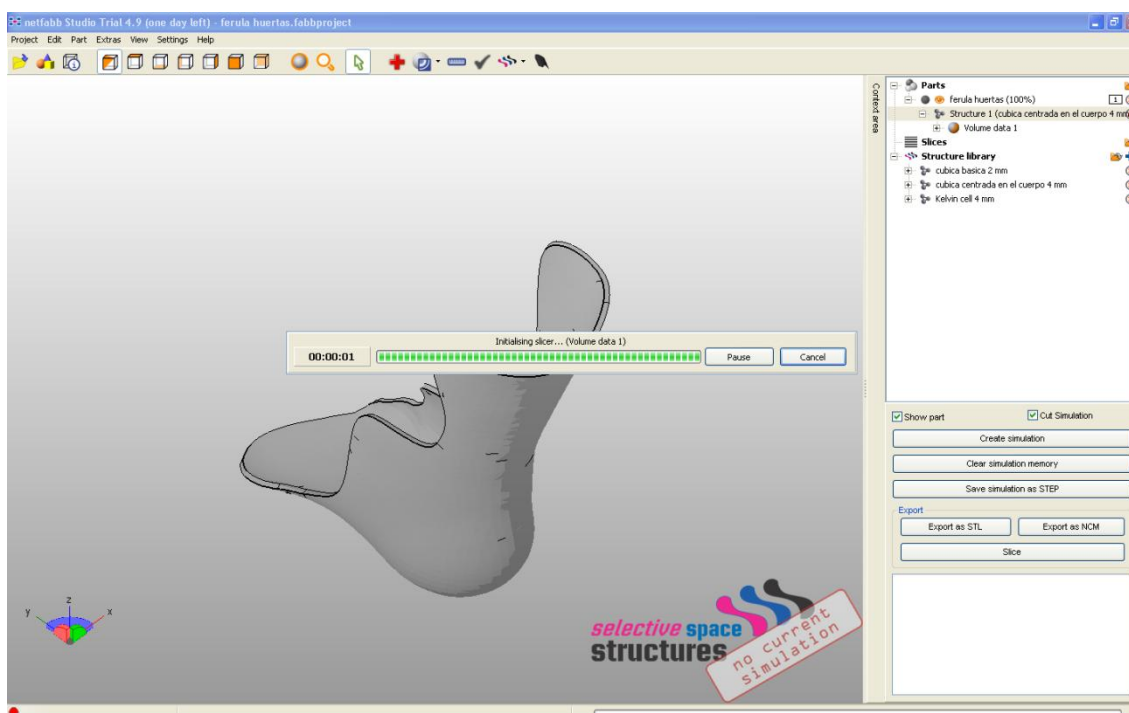 netfabb Studio Trial 4.9 (one day left) - ferula huertas.fabbproject
Project Edit Part Extras View Settings Help
Context area
Parts
ferula huertas (100%)
1
Structure 1 (cubica centrada en el cuerpo 4 mm
Volume data 1
Slices
Structure library
cubica basica 2 mm
cubica centrada en el cuerpo 4 mm
Kelvin cell 4 mm
Initialising slicer... (Volume data 1)
00:00:01
Pause
Cancel
Show part
Cut Simulation
Create simulation
Clear simulation memory
Save simulation as STEP
Export
Export as STL
Export as NCM
Slice
z
y
x
selective space
structures
no current
simulation